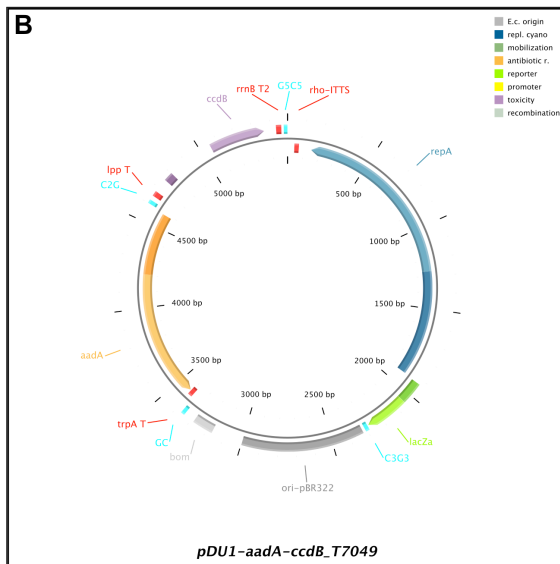 B
E.c. origin
repl. cyano
mobilization
antibiotic r.
reporter
promoter
toxicity
recombination
rrnB T2
GSCS
rho-ITTS
ccdB
repA
lpp T
C2G
5000 bp
500 bp
4500 bp
1000 bp
4000 bp
1500 bp
aadA
3500 bp
2000 bp
3000 bp
2500 bp
trpA T
GC
bom
lacZa
C3G3
ori-pBR322
pDU1-aadA-ccdB_T7049